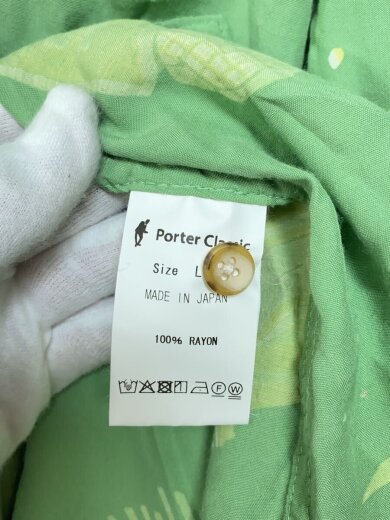 Porter Classic
Size L
MADE IN JAPAN
100% RAYON